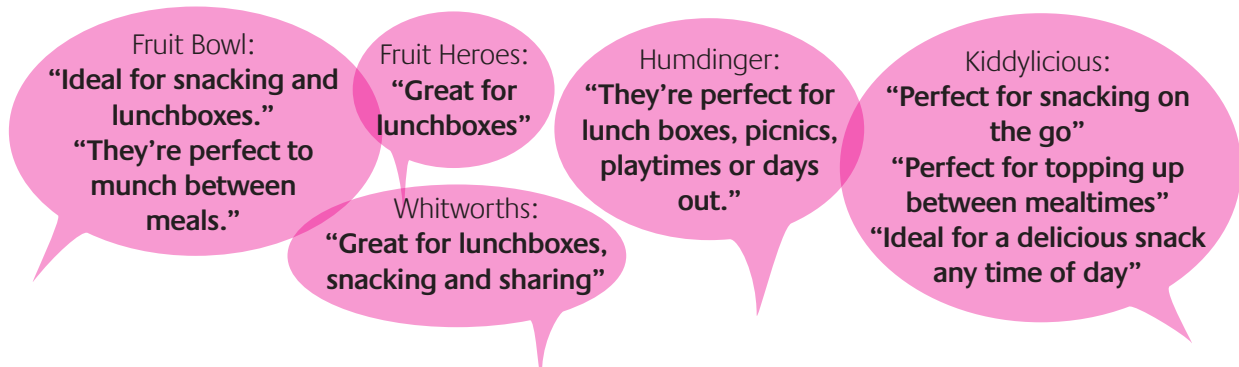 Fruit Bowl:
“Ideal for snacking and
lunchboxes.”
“They’re perfect to
munch between
meals.”
Fruit Heroes:
“Great for
lunchboxes”
Whitworths:
“Great for lunchboxes,
snacking and sharing”
Humdinger:
“They’re perfect for
lunch boxes, picnics,
playtimes or days
out.”
Kiddylicious:
“Perfect for snacking on
the go”
“Perfect for topping up
between mealtimes”
“Ideal for a delicious snack
any time of day”